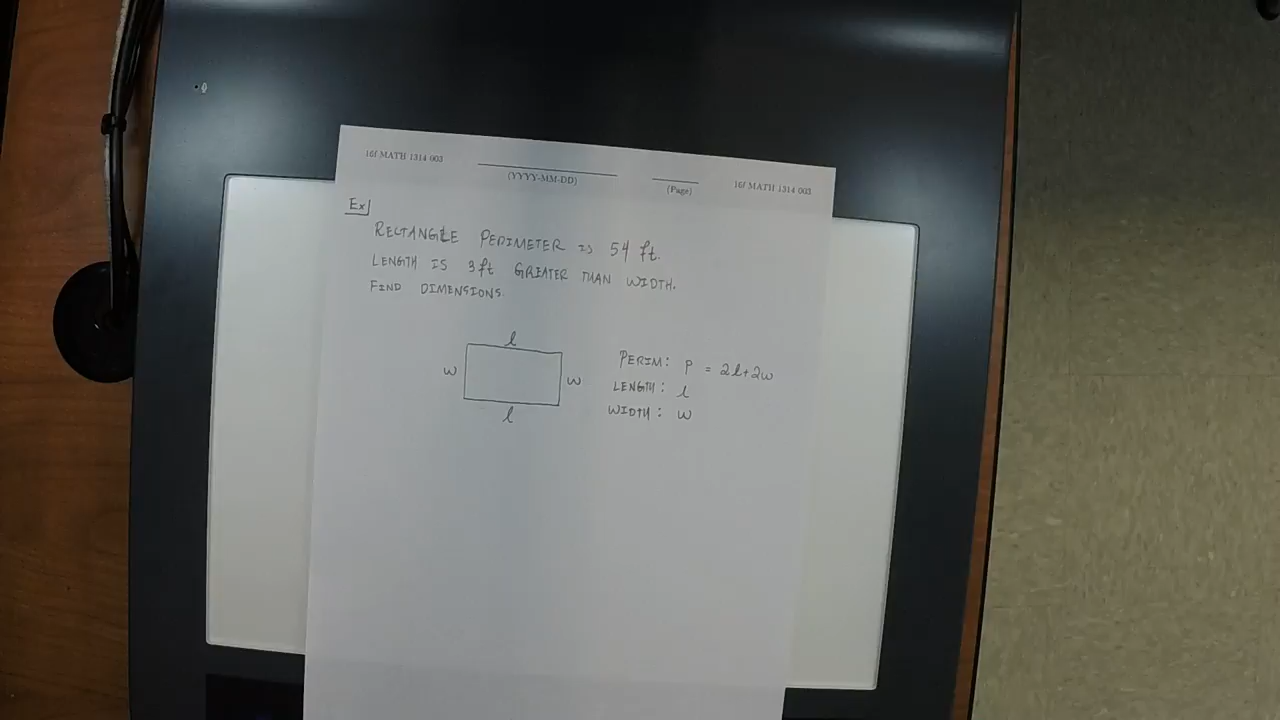 16f MATH 1314 003
(YYYY-MM-DD)
(Page)
16f MATH 1314 003
Ex
RECTANGLE PERIMETER IS 54 ft.
LENGTH IS 3ft GREATER THAN WIDTH.
FIND DIMENSIONS.
l
w
w
l
PERIM: P = 2l+2w
LENGTH: l
WIDTH: w